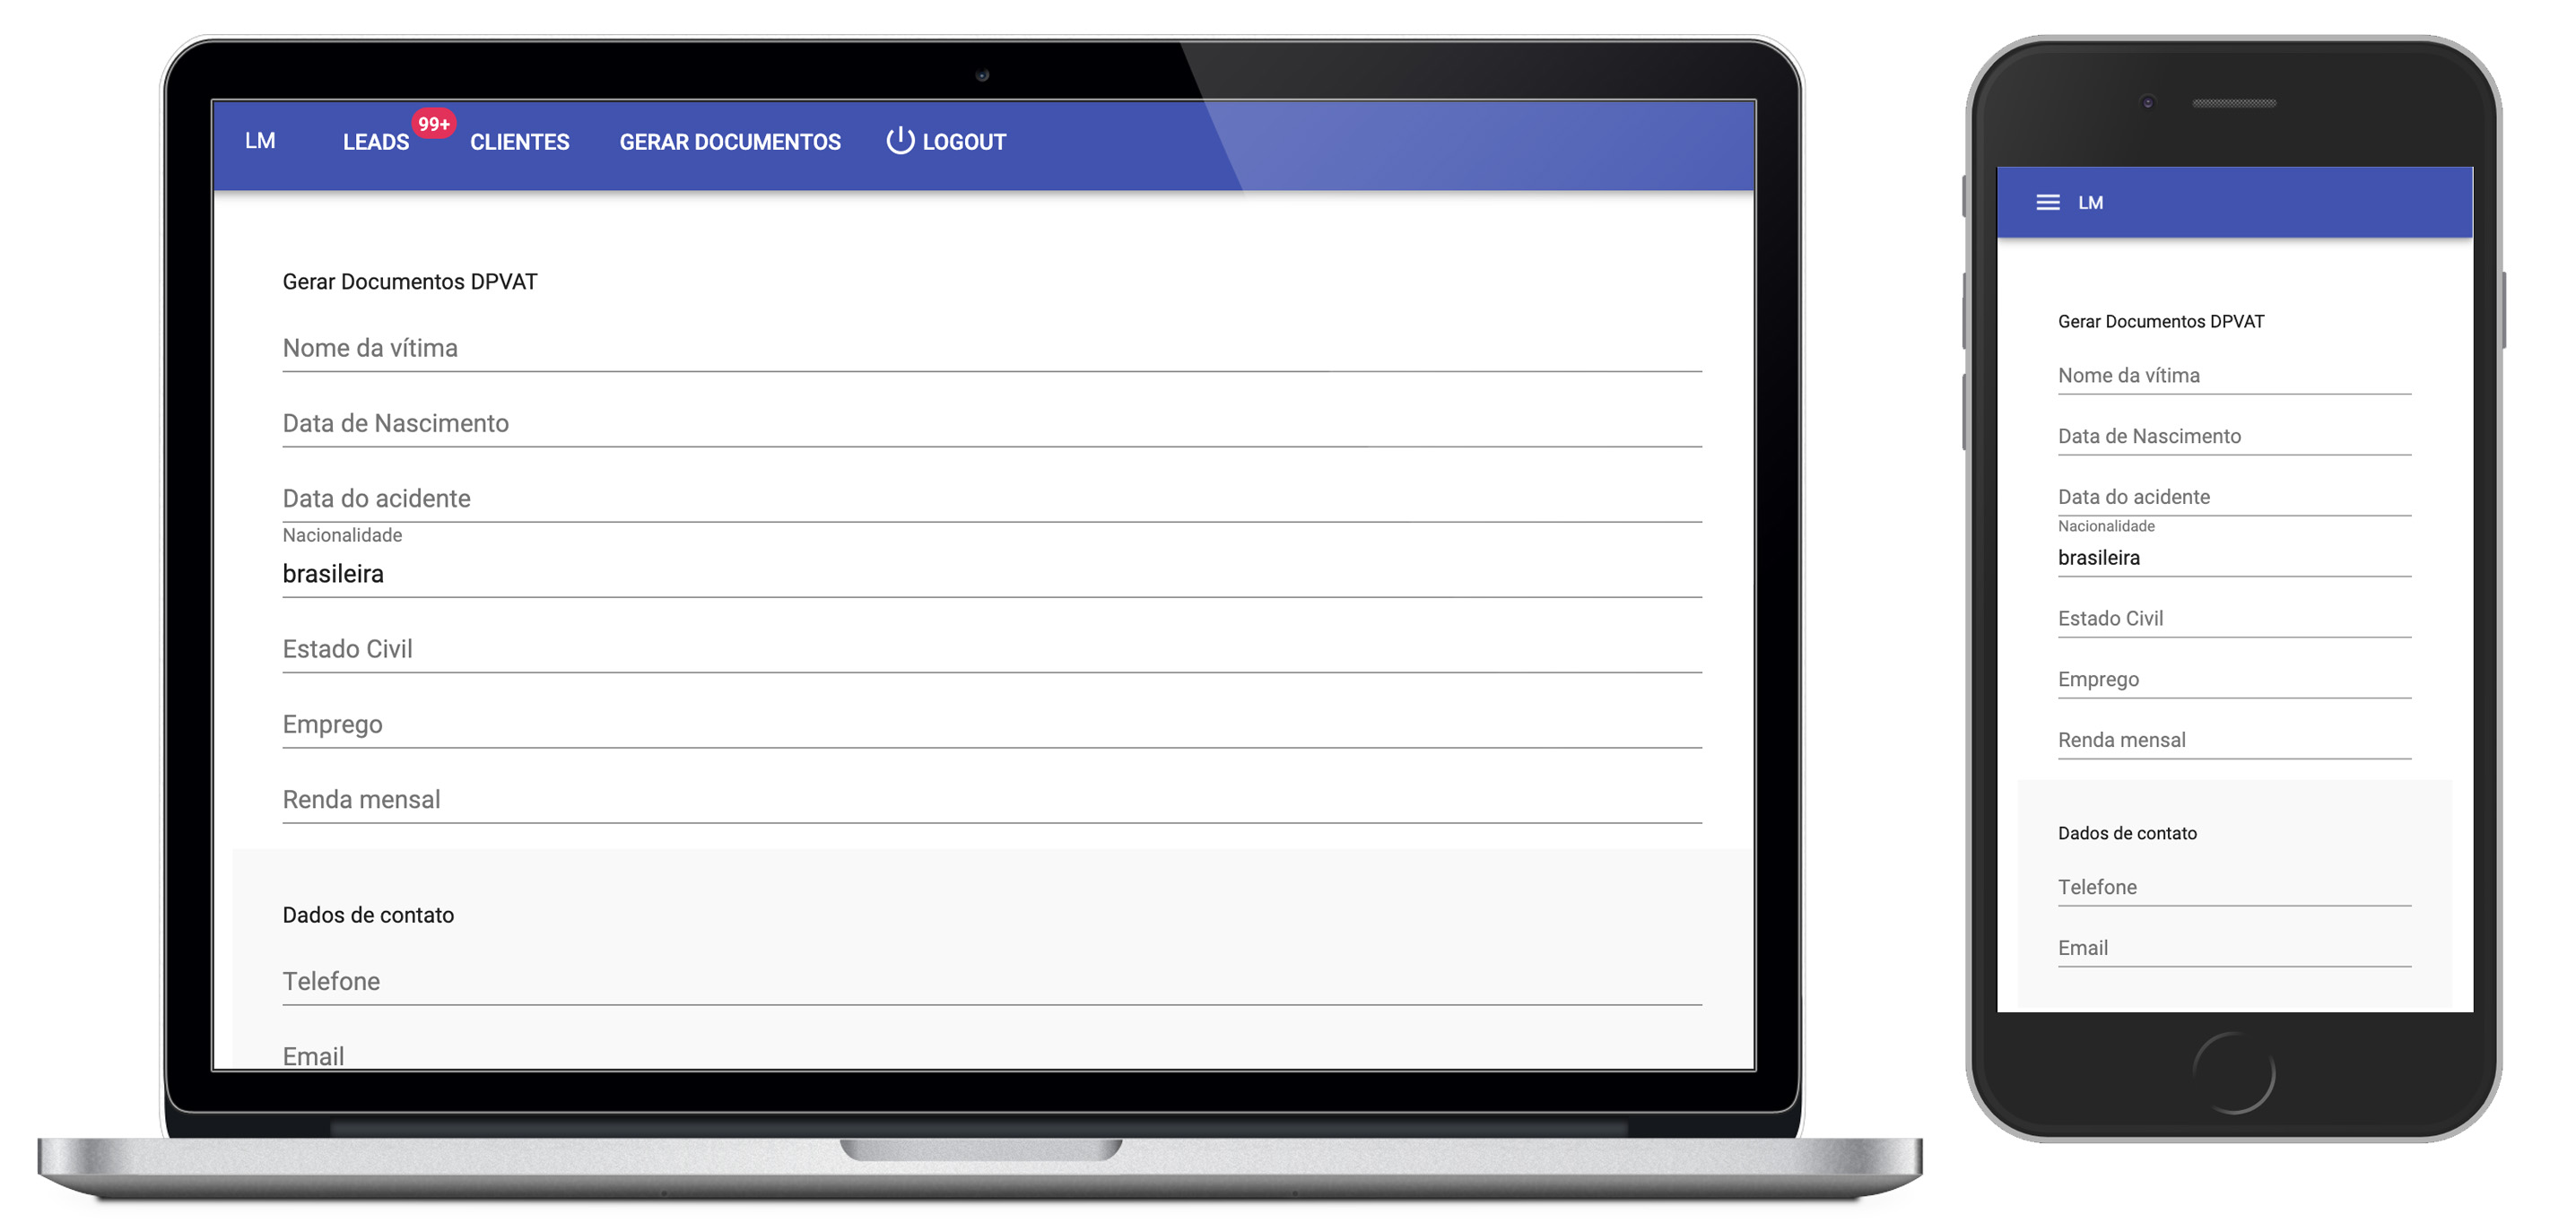 LM LEADS 99+ CLIENTES GERAR DOCUMENTOS LOGOUT
Gerar Documentos DPVAT
Nome da vítima
Data de Nascimento
Data do acidente
Nacionalidade
brasileira
Estado Civil
Emprego
Renda mensal
Dados de contato
Telefone
Email
LM
Gerar Documentos DPVAT
Nome da vítima
Data de Nascimento
Data do acidente
Nacionalidade
brasileira
Estado Civil
Emprego
Renda mensal
Dados de contato
Telefone
Email